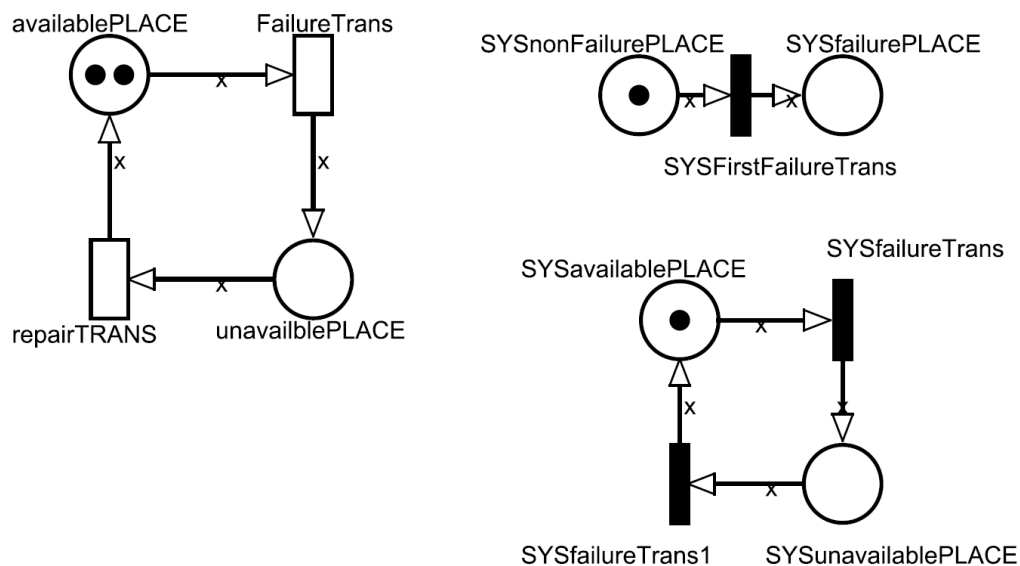 availablePLACE
FailureTrans
x
x
x
x
repairTRANS
unavailblePLACE
SYSnonFailurePLACE
SYSfailurePLACE
x
x
SYSFirstFailureTrans
SYSfailureTrans
SYSavailablePLACE
x
x
x
x
SYSfailureTrans1
SYSunavailablePLACE